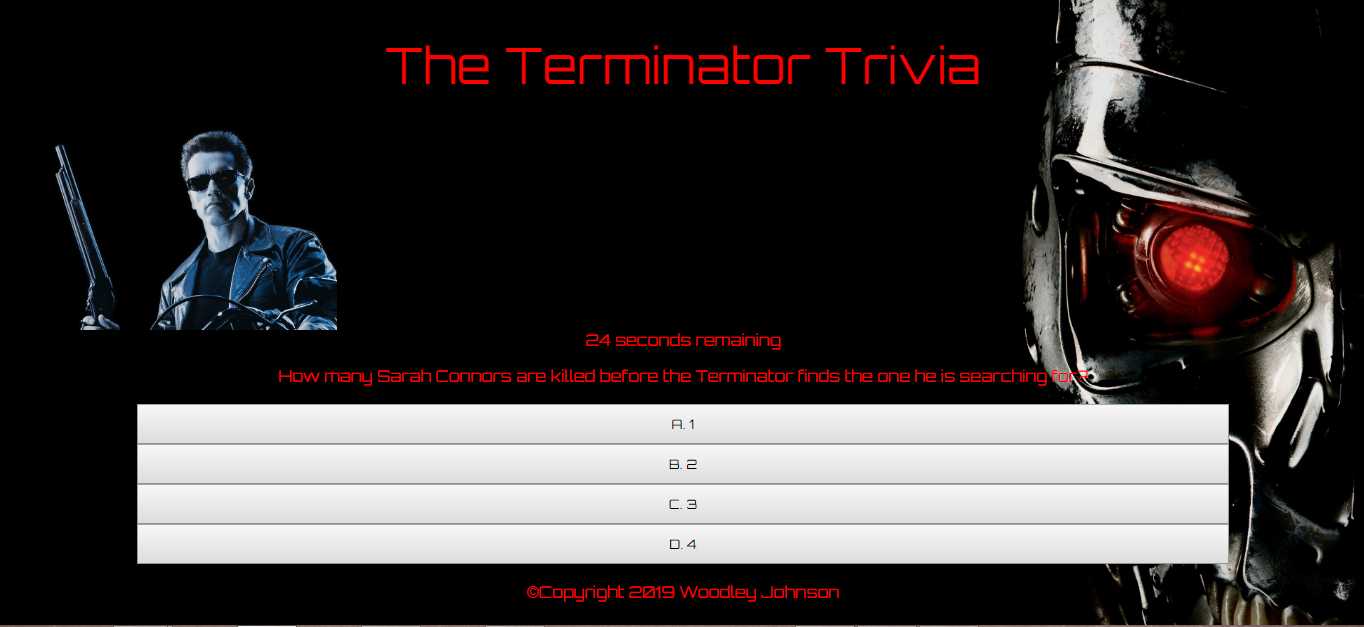 The Terminator Trivia
24 seconds remaining
How many Sarah Connors are killed before the Terminator finds the one he is searching for?
A. 1
B. 2
C. 3
D. 4
©Copyright 2019 Woodley Johnson